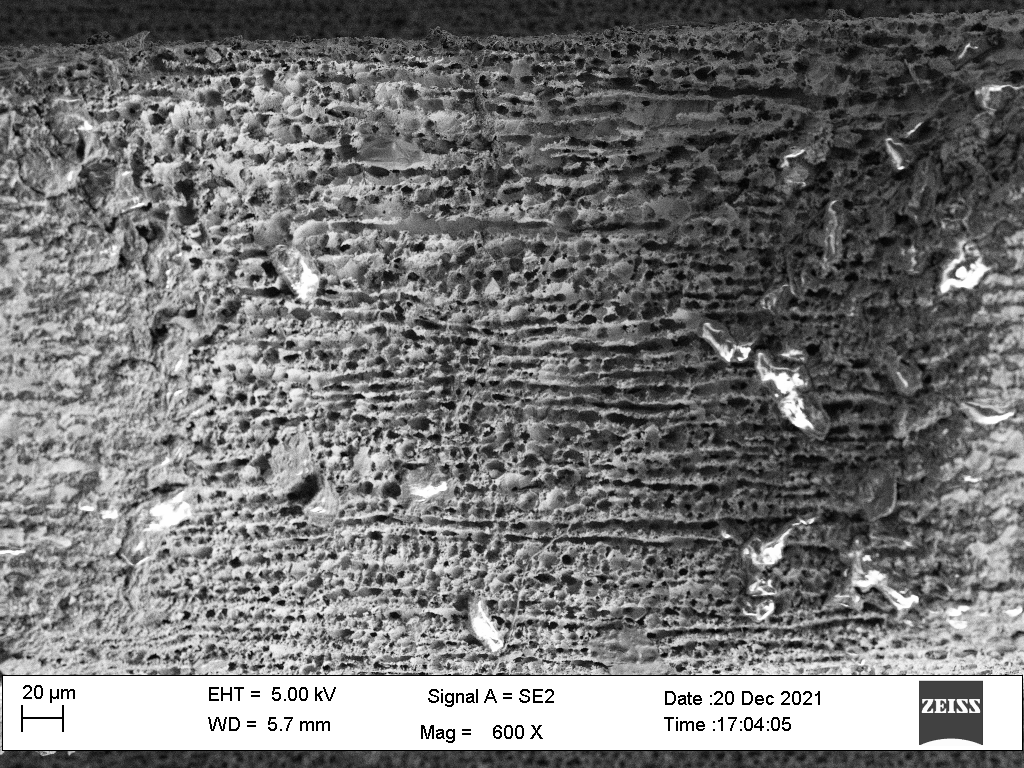 20 µm
EHT = 5.00 kV
Signal A = SE2
Date :20 Dec 2021
WD = 5.7 mm
Mag = 600 X
Time :17:04:05
ZEISS